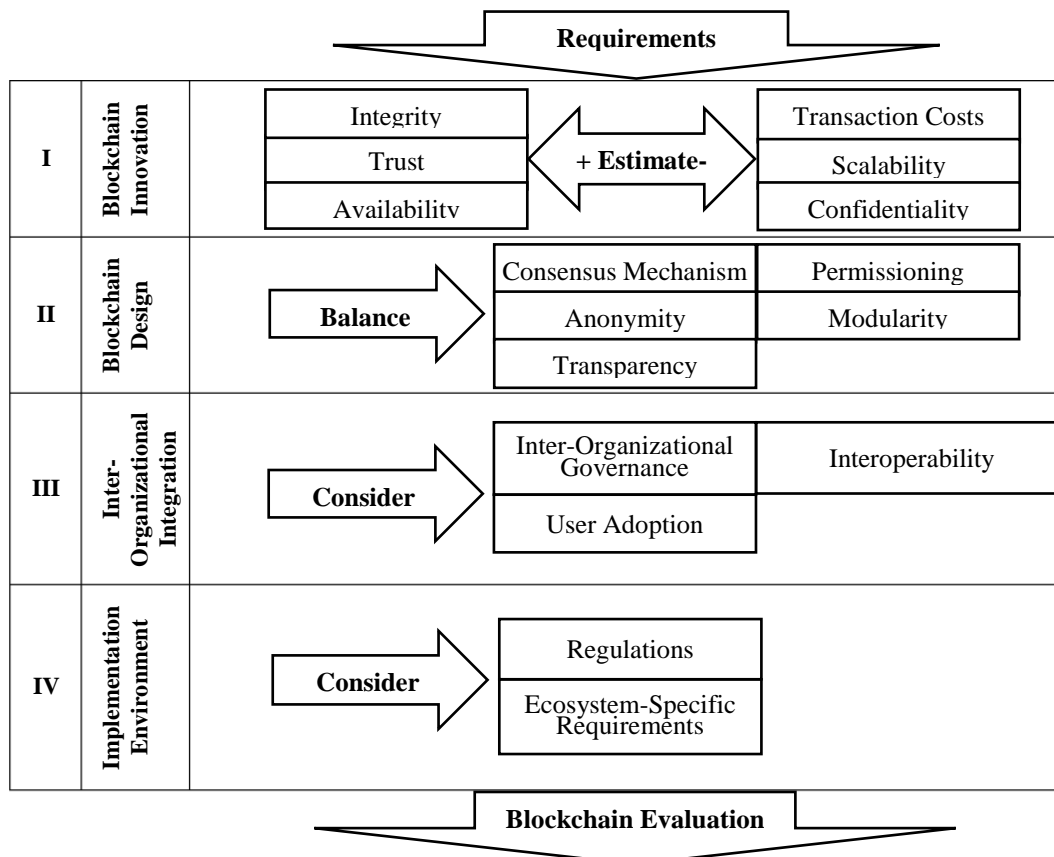 Requirements
I
Blockchain
Innovation
Integrity
Trust
Availability
+ Estimate-
Transaction Costs
Scalability
Confidentiality
II
Blockchain
Design
Balance
Consensus Mechanism
Permissioning
Anonymity
Modularity
Transparency
III
Inter-
Organizational
Integration
Consider
Inter-Organizational
Governance
Interoperability
User Adoption
IV
Implementation
Environment
Consider
Regulations
Ecosystem-Specific
Requirements
Blockchain Evaluation